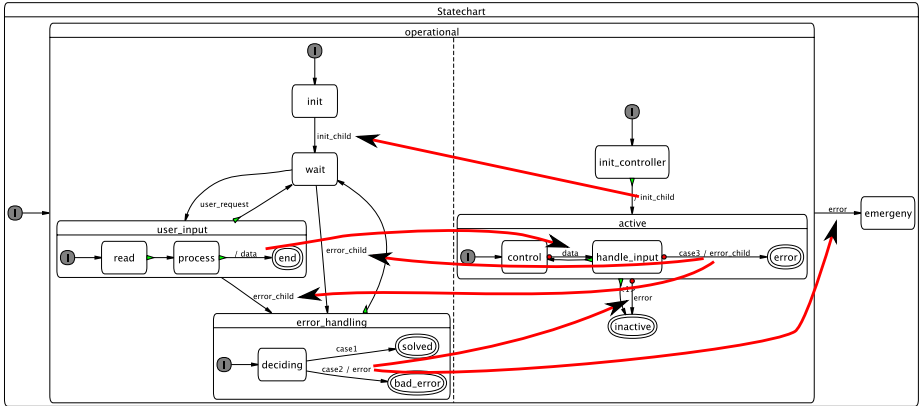 Statechart
operational
I
init
I
init_child
init_controller
wait
/ init_child
user_request
I
error
emergeny
user_input
active
error_child
I
read
process
/ data
end
I
control
data
handle_input
case3 / error_child
error
error_child
error
error_handling
inactive
case1
solved
I
deciding
case2 / error
bad_error